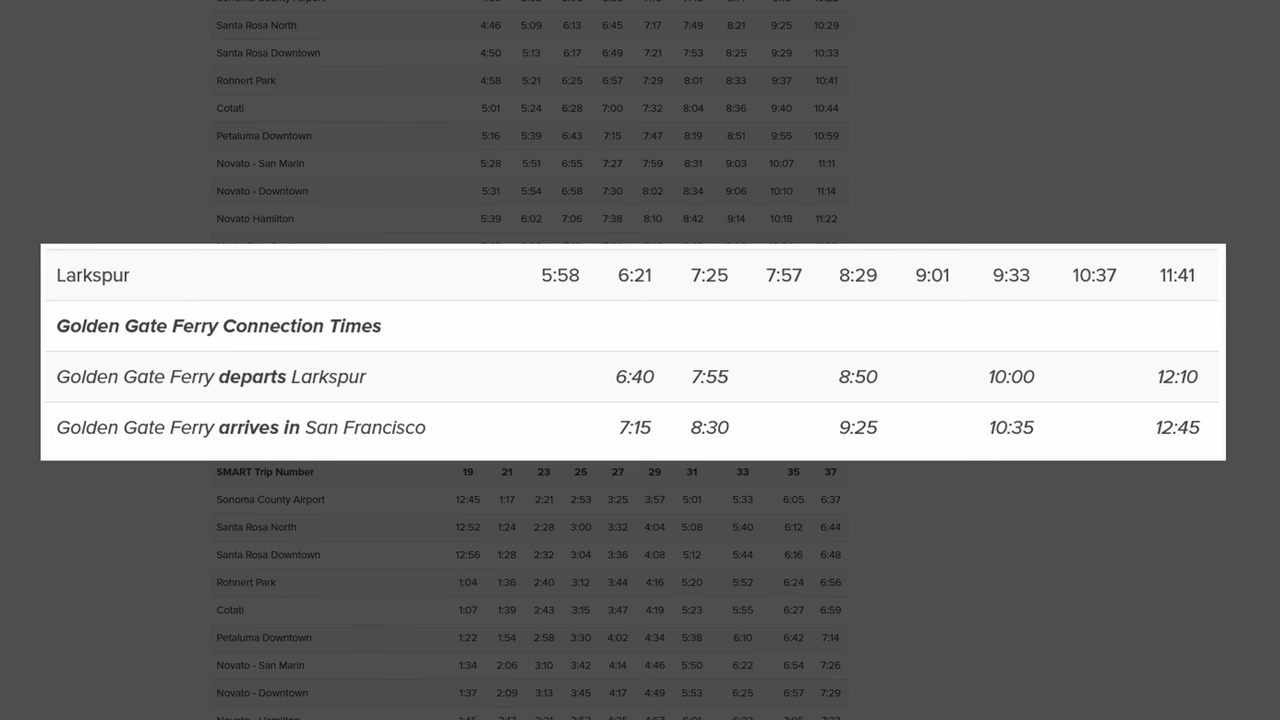 Santa Rosa North 4:46 5:09 6:13 6:45 7:17 7:49 8:21 9:25 10:29
Santa Rosa Downtown 4:50 5:13 6:17 6:49 7:21 7:53 8:25 9:29 10:33
Rohnert Park 4:58 5:21 6:25 6:57 7:29 8:01 8:33 9:37 10:41
Cotati 5:01 5:24 6:28 7:00 7:32 8:04 8:36 9:40 10:44
Petaluma Downtown 5:16 5:39 6:43 7:15 7:47 8:19 8:51 9:55 10:59
Novato - San Marin 5:28 5:51 6:55 7:27 7:59 8:31 9:03 10:07 11:11
Novato - Downtown 5:31 5:54 6:58 7:30 8:02 8:34 9:06 10:10 11:14
Novato Hamilton 5:39 6:02 7:06 7:38 8:10 8:42 9:14 10:18 11:22
Larkspur 5:58 6:21 7:25 7:57 8:29 9:01 9:33 10:37 11:41
Golden Gate Ferry Connection Times
Golden Gate Ferry departs Larkspur 6:40 7:55 8:50 10:00 12:10
Golden Gate Ferry arrives in San Francisco 7:15 8:30 9:25 10:35 12:45
SMART Trip Number 19 21 23 25 27 29 31 33 35 37
Sonoma County Airport 12:45 1:17 2:21 2:53 3:25 3:57 5:01 5:33 6:05 6:37
Santa Rosa North 12:52 1:24 2:28 3:00 3:32 4:04 5:08 5:40 6:12 6:44
Santa Rosa Downtown 12:56 1:28 2:32 3:04 3:36 4:08 5:12 5:44 6:16 6:48
Rohnert Park 1:04 1:36 2:40 3:12 3:44 4:16 5:20 5:52 6:24 6:56
Cotati 1:07 1:39 2:43 3:15 3:47 4:19 5:23 5:55 6:27 6:59
Petaluma Downtown 1:22 1:54 2:58 3:30 4:02 4:34 5:38 6:10 6:42 7:14
Novato - San Marin 1:34 2:06 3:10 3:42 4:14 4:46 5:50 6:22 6:54 7:26
Novato - Downtown 1:37 2:09 3:13 3:45 4:17 4:49 5:53 6:25 6:57 7:29